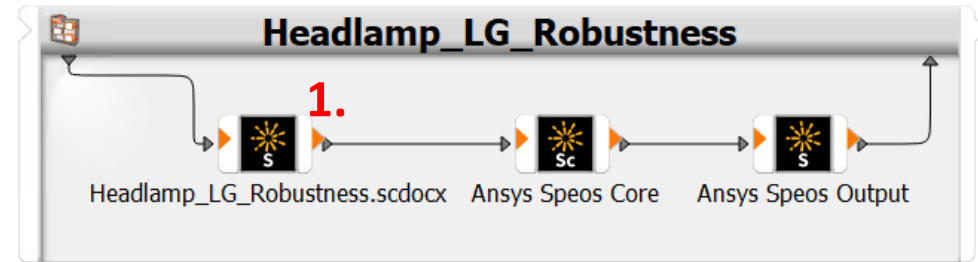 Headlamp_LG_Robustness
1.
S
Sc
S
Headlamp_LG_Robustness.scdocx
Ansys Speos Core
Ansys Speos Output